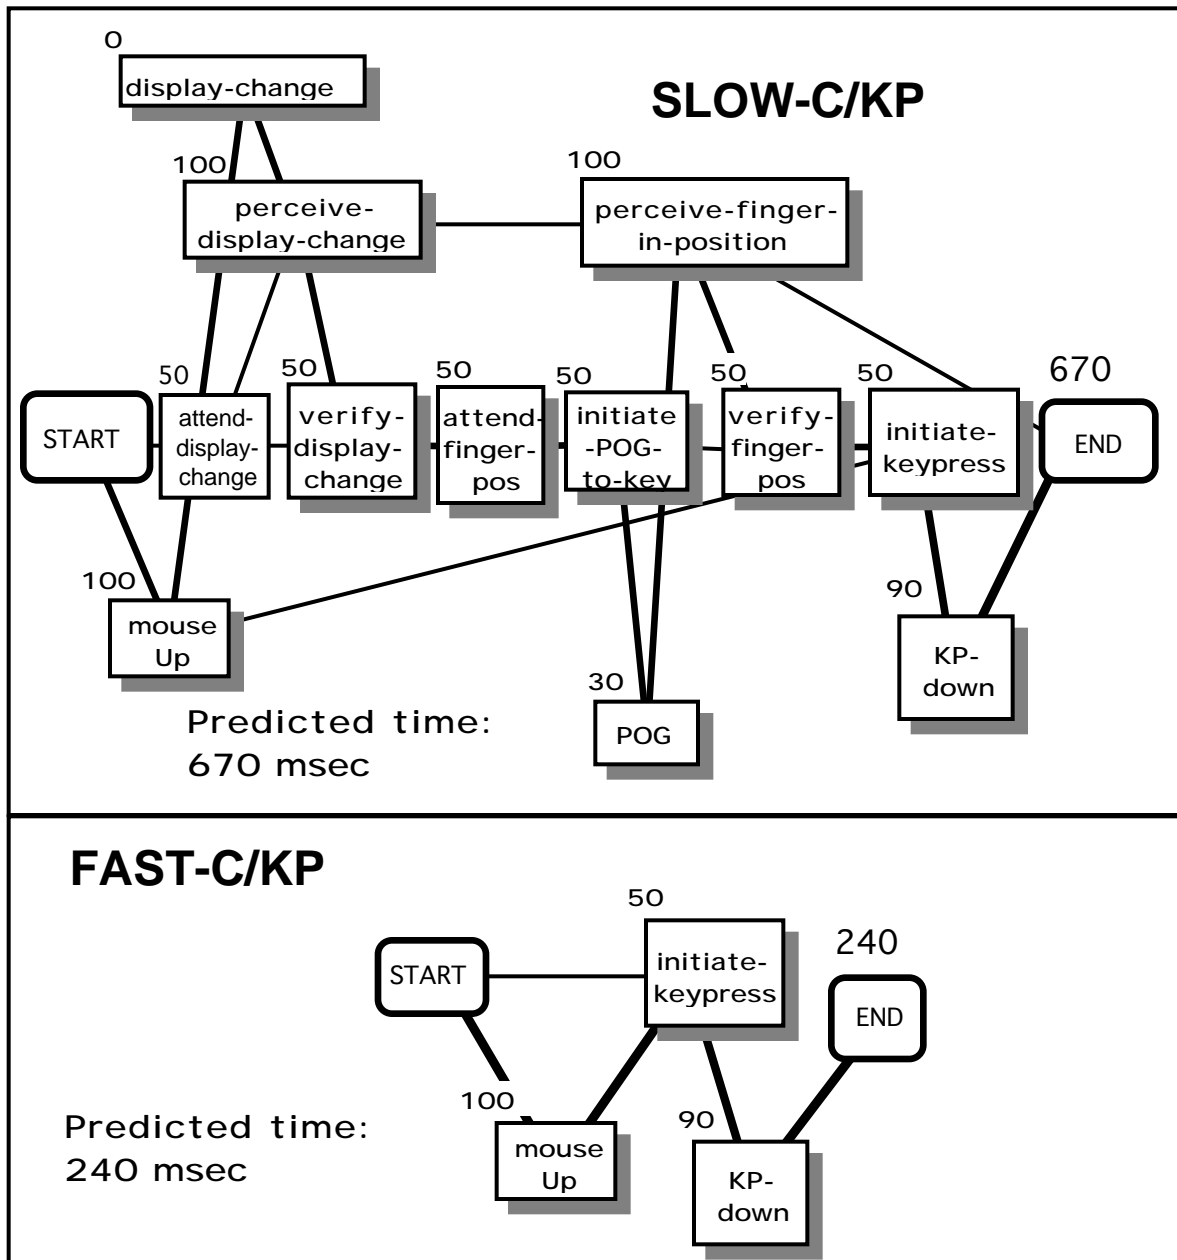 0
display-change
SLOW-C/KP
100
perceive-
display-change
100
perceive-finger-
in-position
50
attend-
display-
change
50
verify-
display-
change
50
attend-
finger-
pos
50
initiate
-POG-
to-key
50
verify-
finger-
pos
50
initiate-
keypress
670
END
START
100
mouse
Up
30
POG
90
KP-
down
Predicted time:
670 msec
FAST-C/KP
START
50
initiate-
keypress
240
END
100
mouse
Up
90
KP-
down
Predicted time:
240 msec